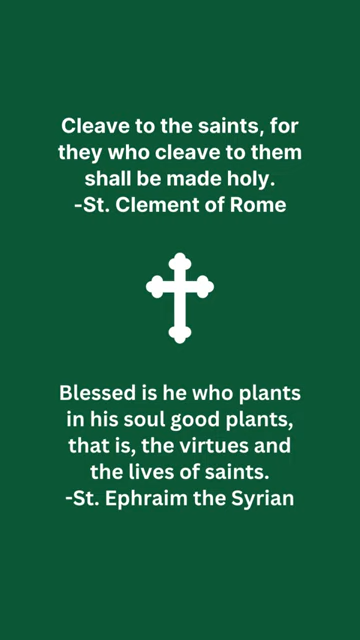 Cleave to the saints, for
they who cleave to them
shall be made holy.
-St. Clement of Rome
Blessed is he who plants
in his soul good plants,
that is, the virtues and
the lives of saints.
-St. Ephraim the Syrian